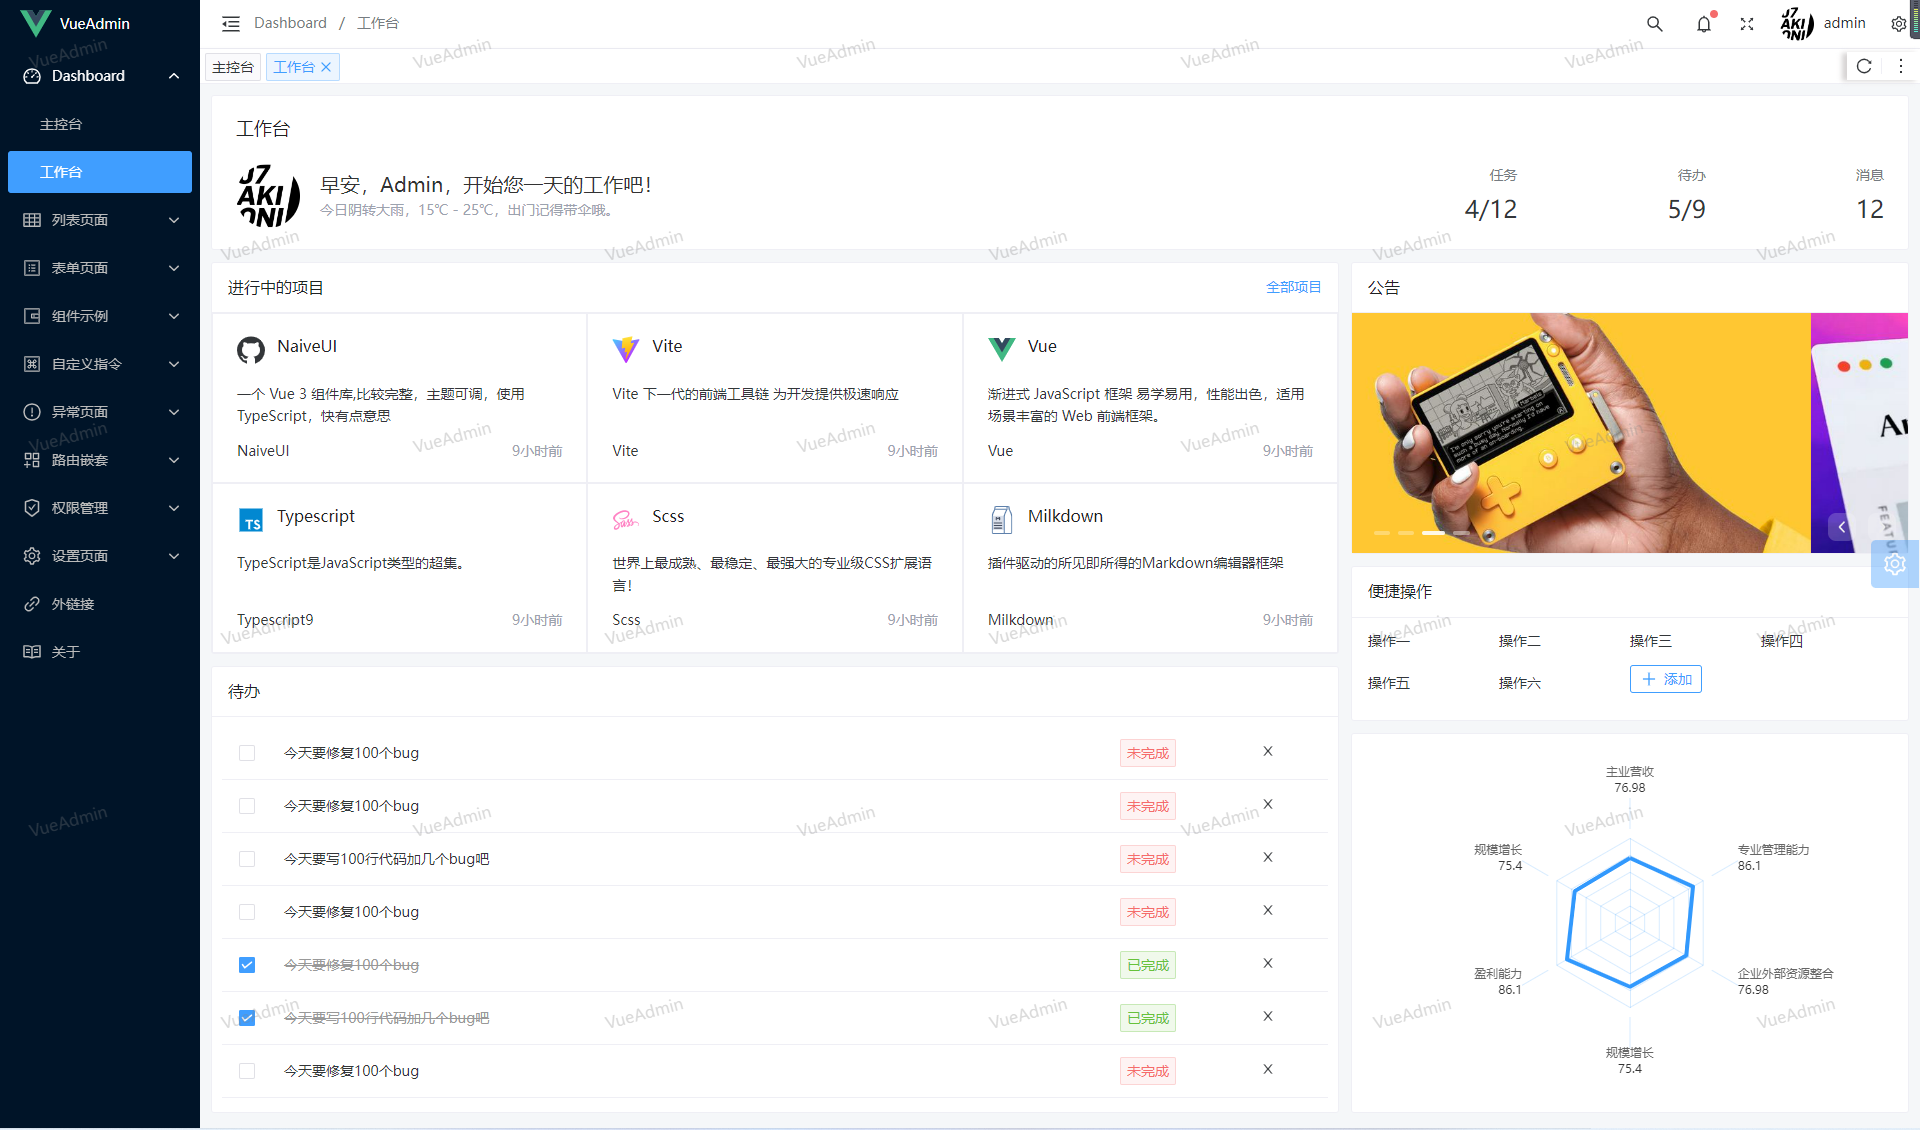 VueAdmin
Dashboard
主控台
工作台
列表页面
表单页面
组件示例
自定义指令
异常页面
路由嵌套
权限管理
设置页面
外链接
关于
Dashboard / 工作台
admin
主控台
工作台
工作台
J7
AKI
早安，Admin，开始您一天的工作吧！
今日阴转大雨，15℃ - 25℃，出门记得带伞哦。
任务
4/12
待办
5/9
消息
12
进行中的项目
全部项目
NaiveUI
一个 Vue 3 组件库,比较完整，主题可调，使用
TypeScript，快有点意思
NaiveUI 9小时前
Vite
Vite 下一代的前端工具链 为开发提供极速响应
Vite 9小时前
Vue
渐进式 JavaScript 框架 易学易用，性能出色，适用
场景丰富的 Web 前端框架。
Vue 9小时前
TS
Typescript
TypeScript是JavaScript类型的超集。
Typescript9 9小时前
Sass
Scss
世界上最成熟、最稳定、最强大的专业级CSS扩展语
言！
Scss 9小时前
Milkdown
插件驱动的所见即所得的Markdown编辑器框架
Milkdown 9小时前
公告
I'm only sorry you're starting on
such a busy day. Normally I'd have
more of an on-boarding.
便捷操作
操作一
操作二
操作三
操作四
操作五
操作六
添加
待办
今天要修复100个bug 未完成 X
今天要修复100个bug 未完成 X
今天要写100行代码加几个bug吧 未完成 X
今天要修复100个bug 未完成 X
今天要修复100个bug 已完成 X
今天要写100行代码加几个bug吧 已完成 X
今天要修复100个bug 未完成 X
主业营收
76.98
规模增长
75.4
专业管理能力
86.1
盈利能力
86.1
企业外部资源整合
76.98
规模增长
75.4
VueAdmin